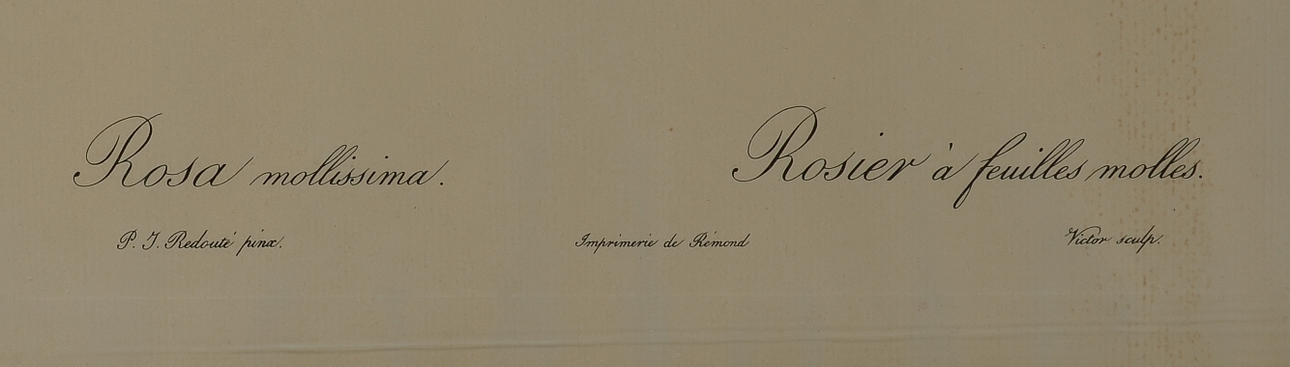 Rosa mollissima. Rosier à feuilles molles.
P. J. Redouté pinx. Imprimerie de Rémond Victor sculp.